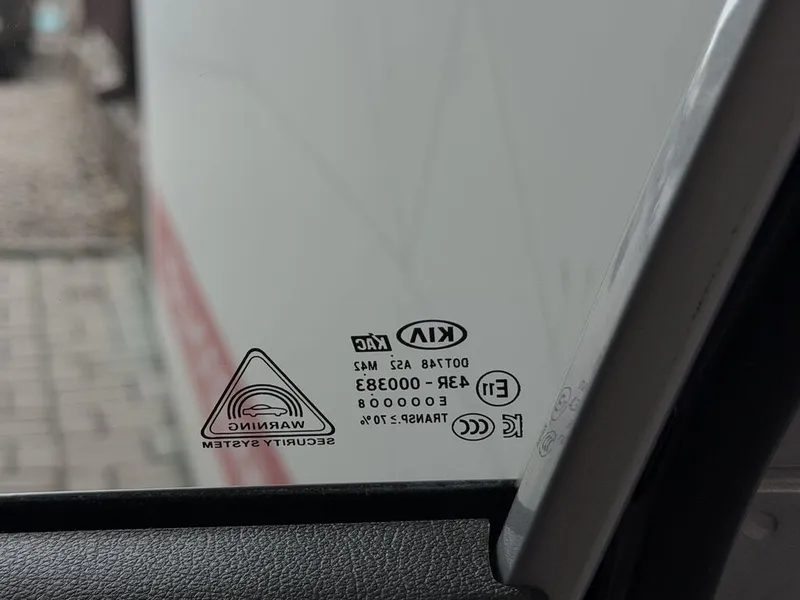 KIA
KAC
DOT748 AS2 M42
E11 43R - 000383
E000008
CCC TRANSP.≥70%
WARNING
SECURITY SYSTEM